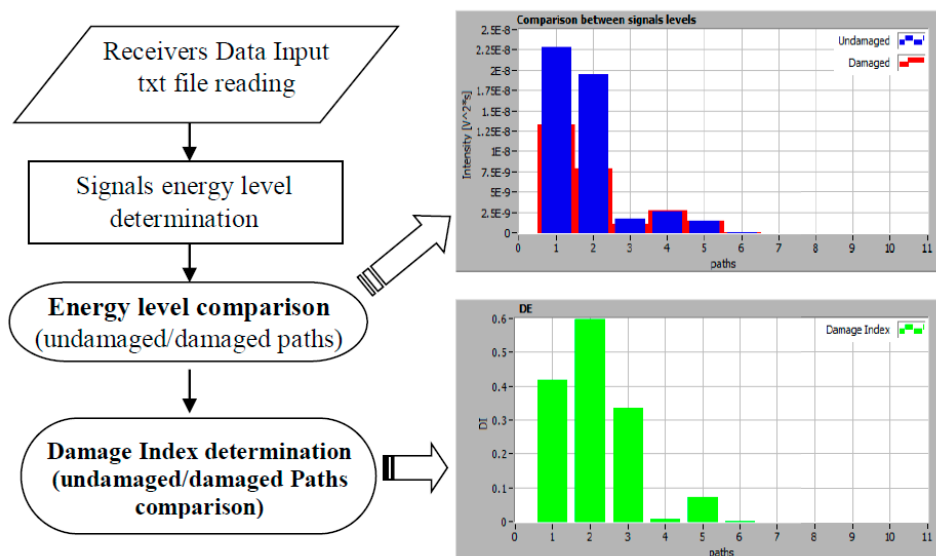 Receivers Data Input
txt file reading
Signals energy level
determination
Energy level comparison
(undamaged/damaged paths)
Damage Index determination
(undamaged/damaged Paths
comparison)
Comparison between signals levels
Undamaged
Damaged
Intensity [V^2*s]
2.5E-8
2.25E-8
2E-8
1.75E-8
1.5E-8
1.25E-8
1E-8
7.5E-9
5E-9
2.5E-9
0
0 1 2 3 4 5 6 7 8 9 10 11
paths
DE
Damage Index
DI
0.6
0.5
0.4
0.3
0.2
0.1
0
0 1 2 3 4 5 6 7 8 9 10 11
paths